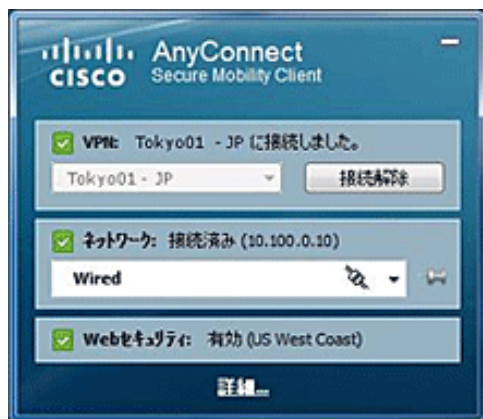 CISCO
AnyConnect
Secure Mobility Client
VPN: Tokyo01 - JP に接続しました。
Tokyo01 - JP
接続解除
ネットワーク: 接続済み (10.100.0.10)
Wired
Webセキュリティ: 有効 (US West Coast)
詳細...